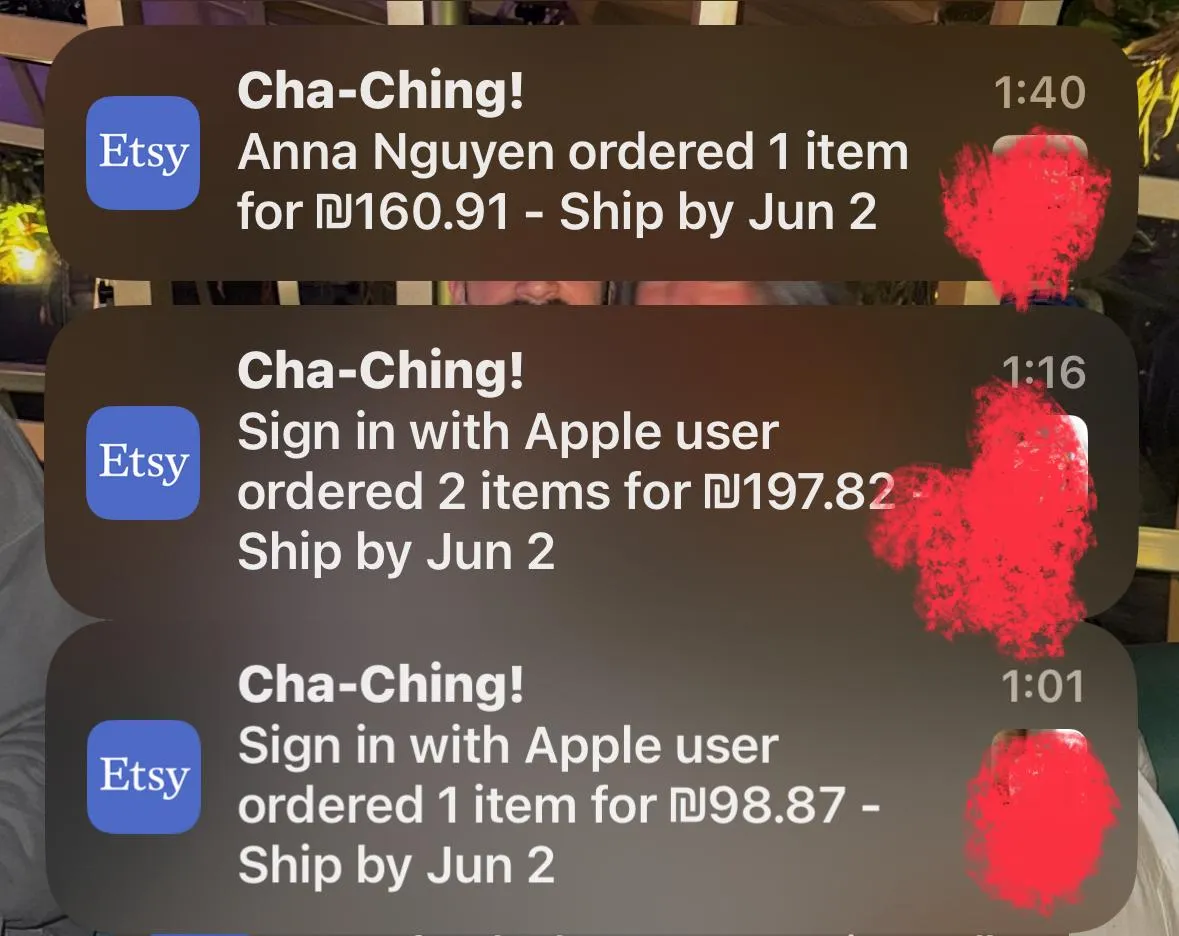 Cha-Ching!
1:40
Etsy
Anna Nguyen ordered 1 item
for ₪160.91 - Ship by Jun 2
Cha-Ching!
1:16
Etsy
Sign in with Apple user
ordered 2 items for ₪197.82 -
Ship by Jun 2
Cha-Ching!
1:01
Etsy
Sign in with Apple user
ordered 1 item for ₪98.87 -
Ship by Jun 2